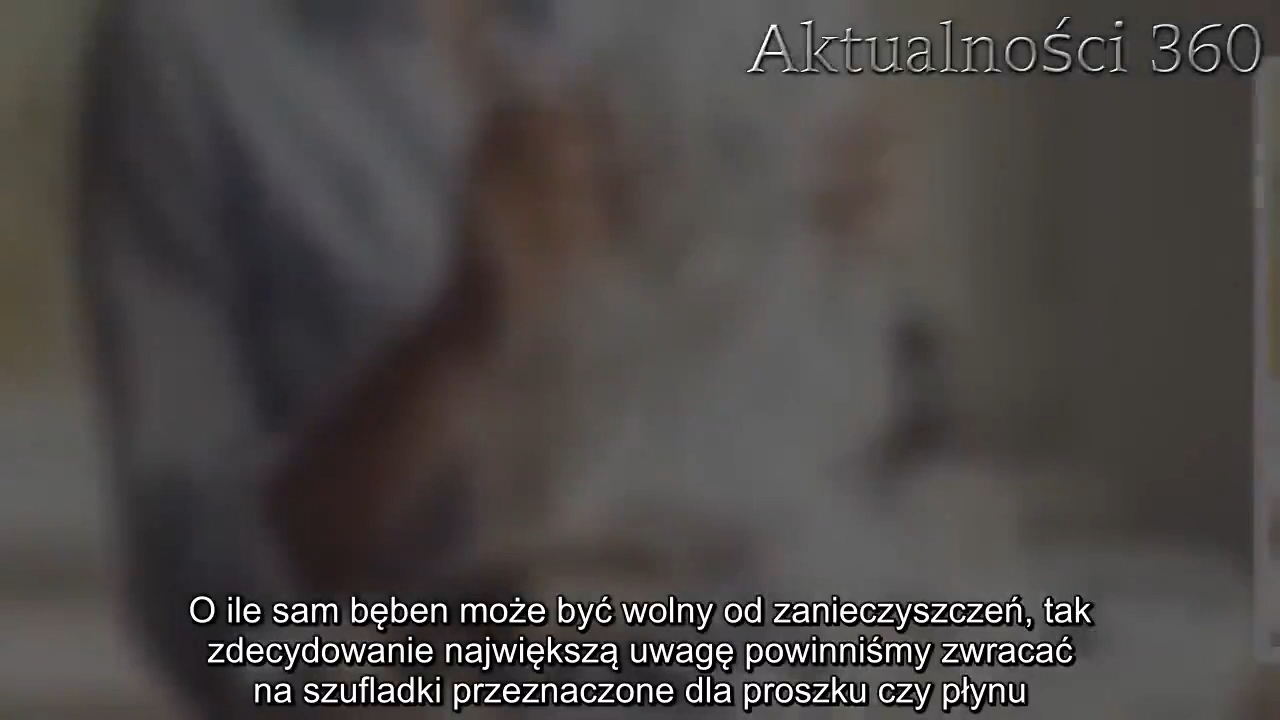 Aktualności 360
O ile sam bęben może być wolny od zanieczyszczeń, tak
zdecydowanie największą uwagę powinniśmy zwracać
na szufladki przeznaczone dla proszku czy płynu